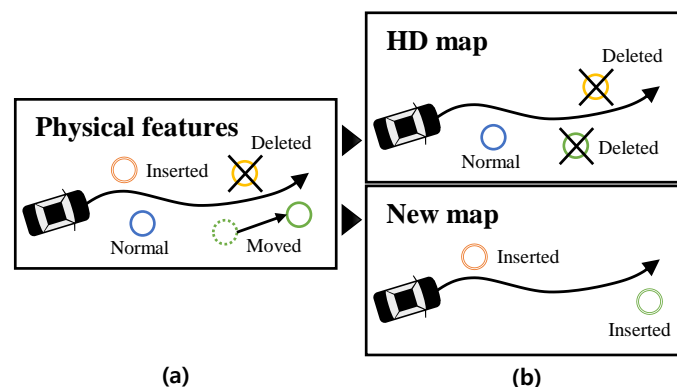 Physical features
Inserted
Deleted
Normal
Moved
(a)
HD map
Deleted
Normal
Deleted
New map
Inserted
Inserted
(b)